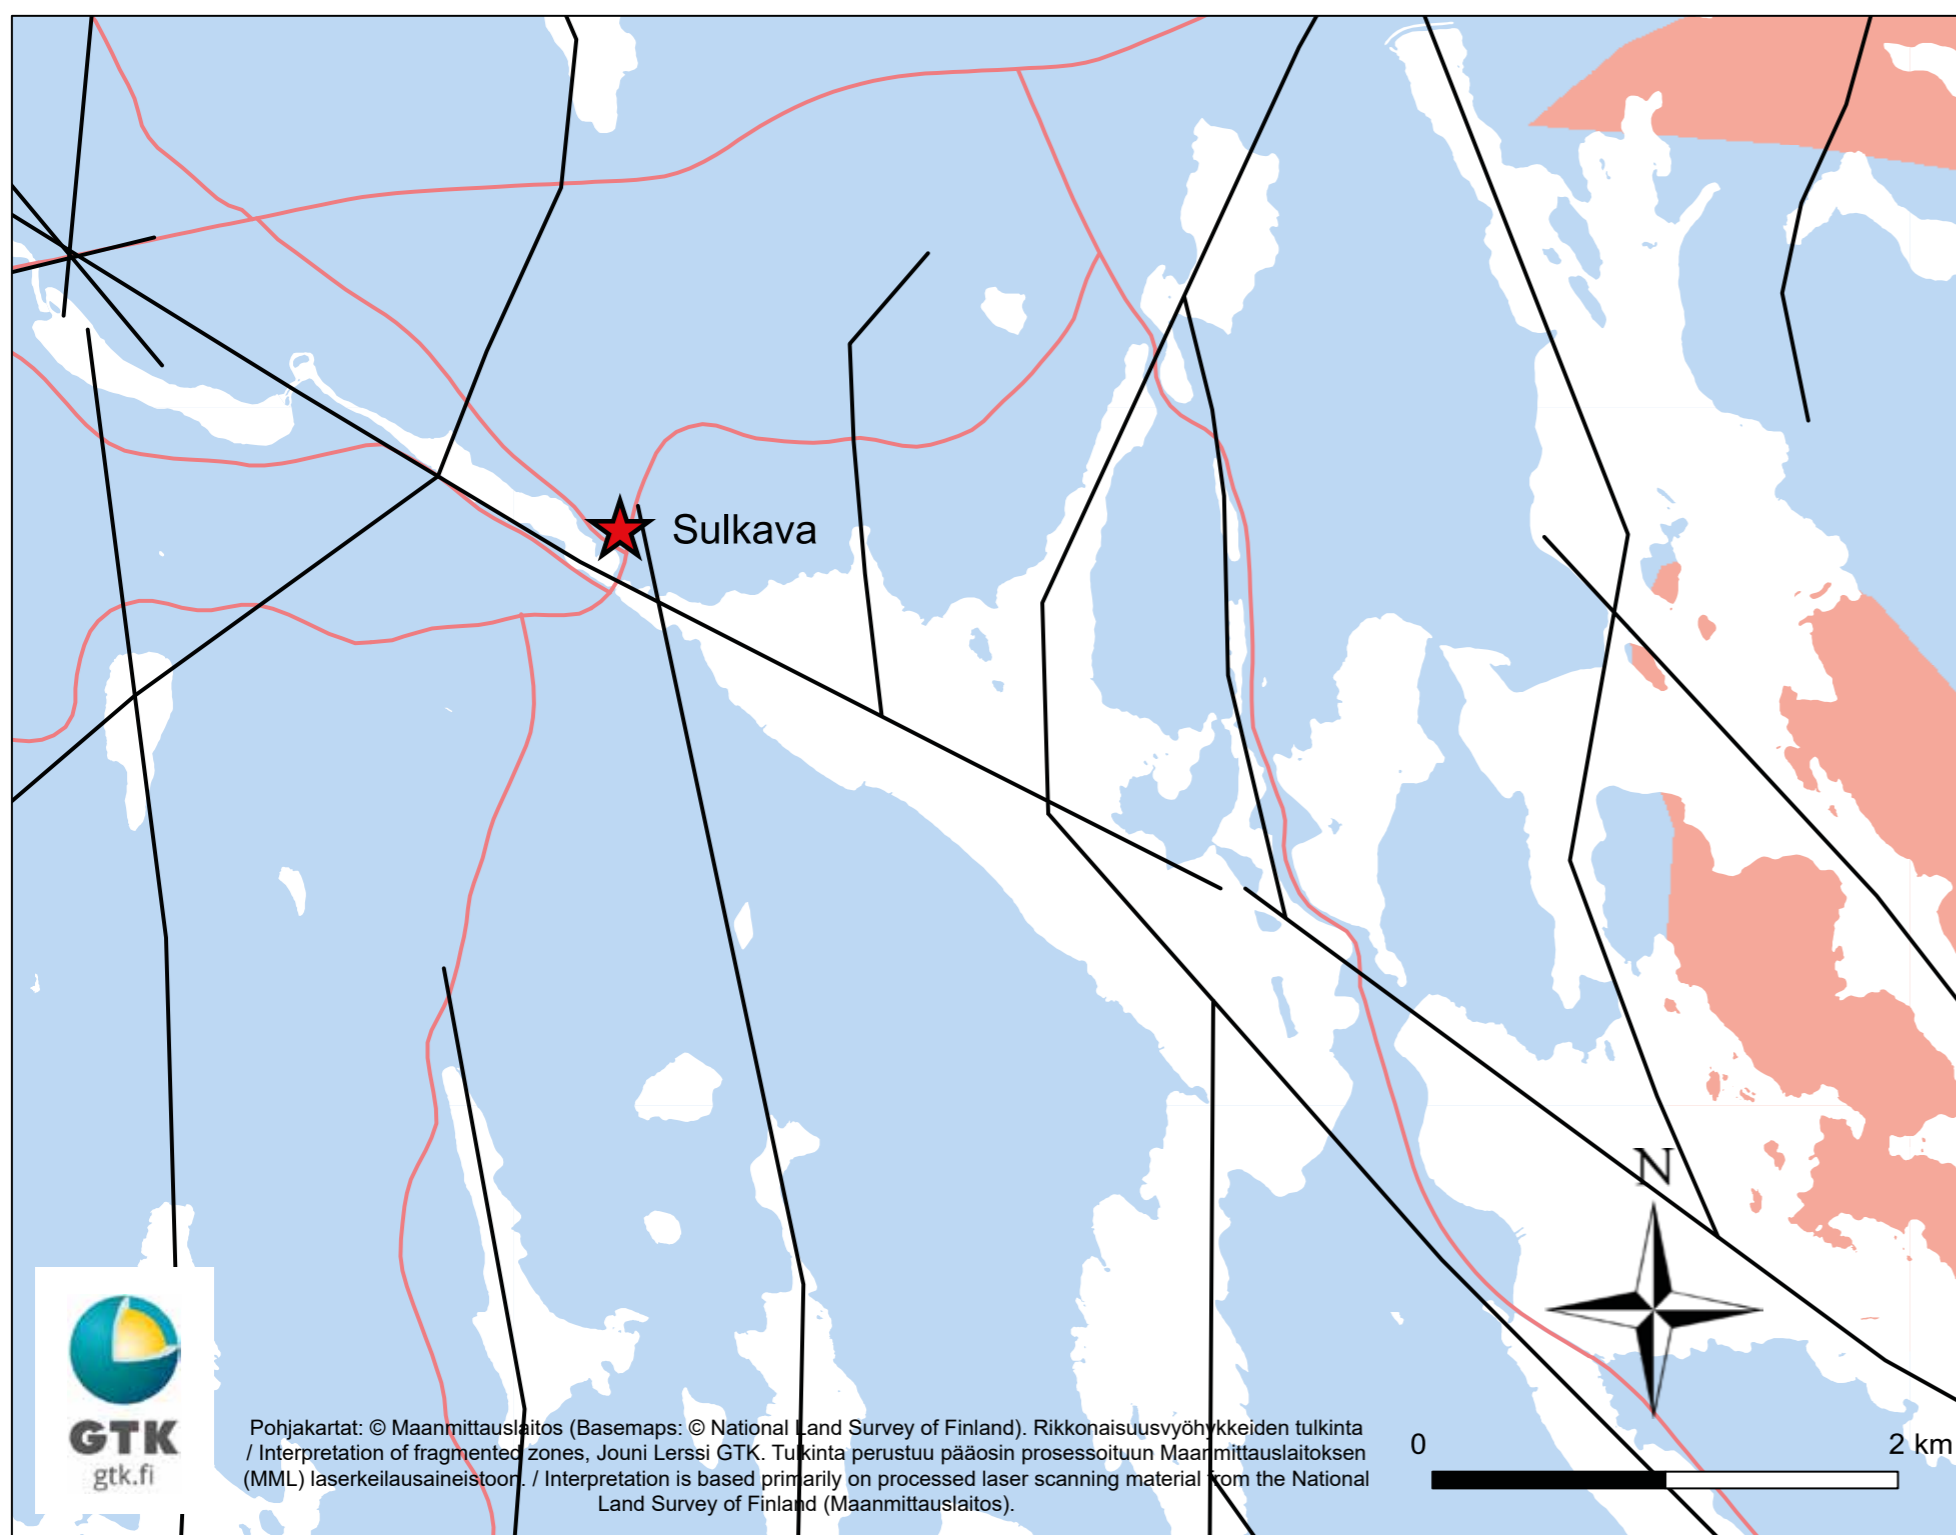 Sulkava
N
GTK
gtk.fi
Pohjakartat: © Maanmittauslaitos (Basemaps: © National Land Survey of Finland). Rikkonaisuusvyöhykkeiden tulkinta
/ Interpretation of fragmented zones, Jouni Lerssi GTK. Tulkinta perustuu pääosin prosessoituun Maanmittauslaitoksen
(MML) laserkeilausaineistoon. / Interpretation is based primarily on processed laser scanning material from the National
Land Survey of Finland (Maanmittauslaitos).
0 2 km